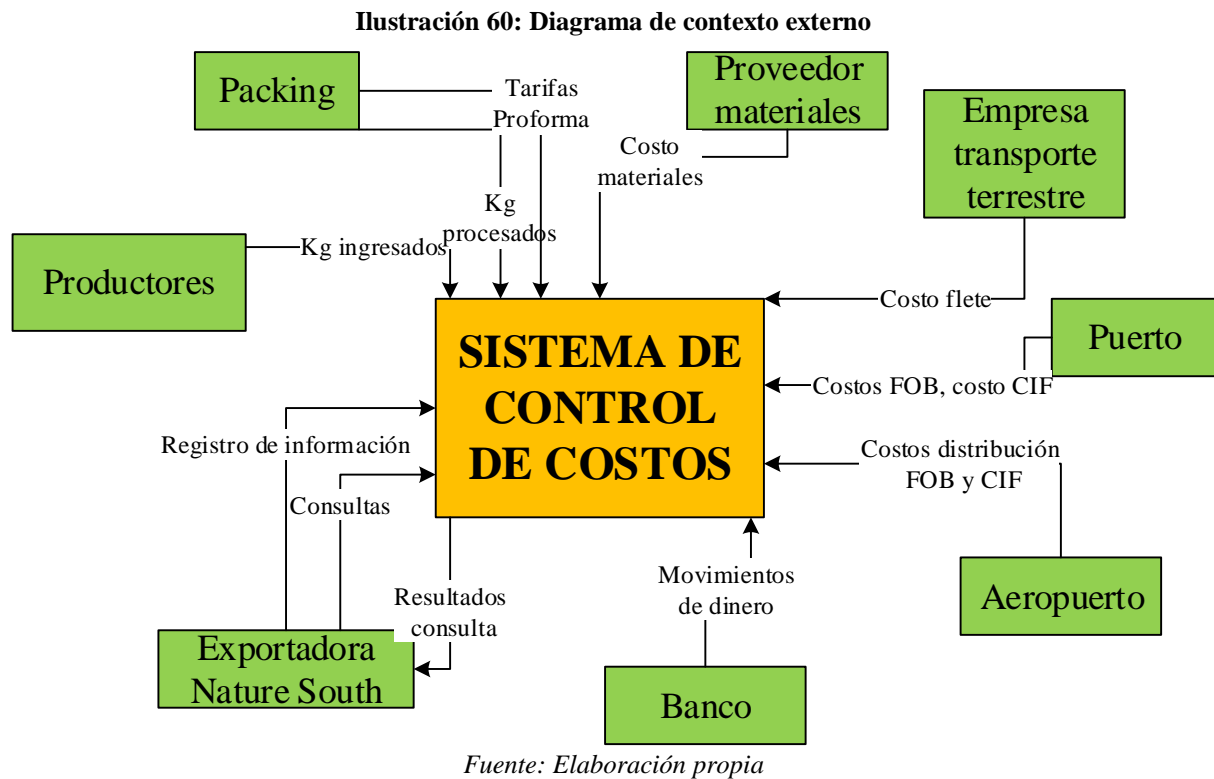 Ilustración 60: Diagrama de contexto externo
Packing
Tarifas
Proforma
Proveedor
materiales
Empresa
transporte
terrestre
Costo
materiales
Kg
procesados
Productores
Kg ingresados
Costo flete
Puerto
SISTEMA DE
CONTROL
DE COSTOS
Costos FOB, costo CIF
Registro de información
Costos distribución
FOB y CIF
Consultas
Movimientos
de dinero
Resultados
consulta
Aeropuerto
Exportadora
Nature South
Banco
Fuente: Elaboración propia